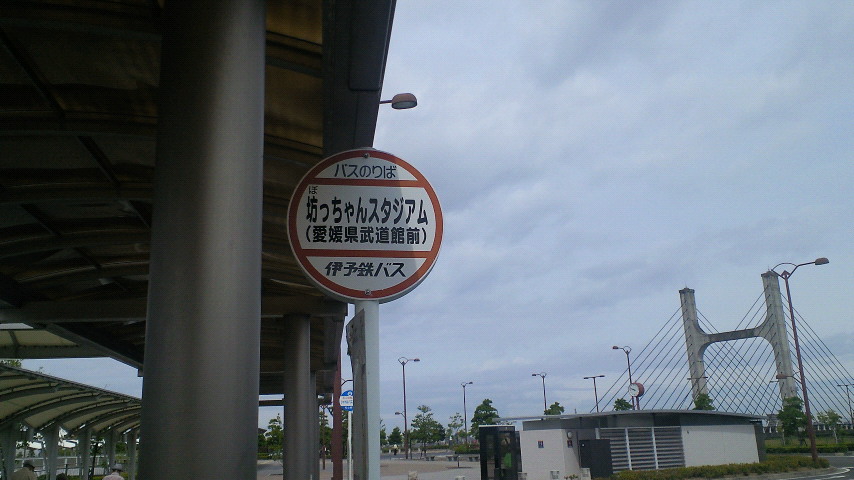 バスのりば
ぼ
坊っちゃんスタジアム
(愛媛県武道館前)
伊予鉄バス